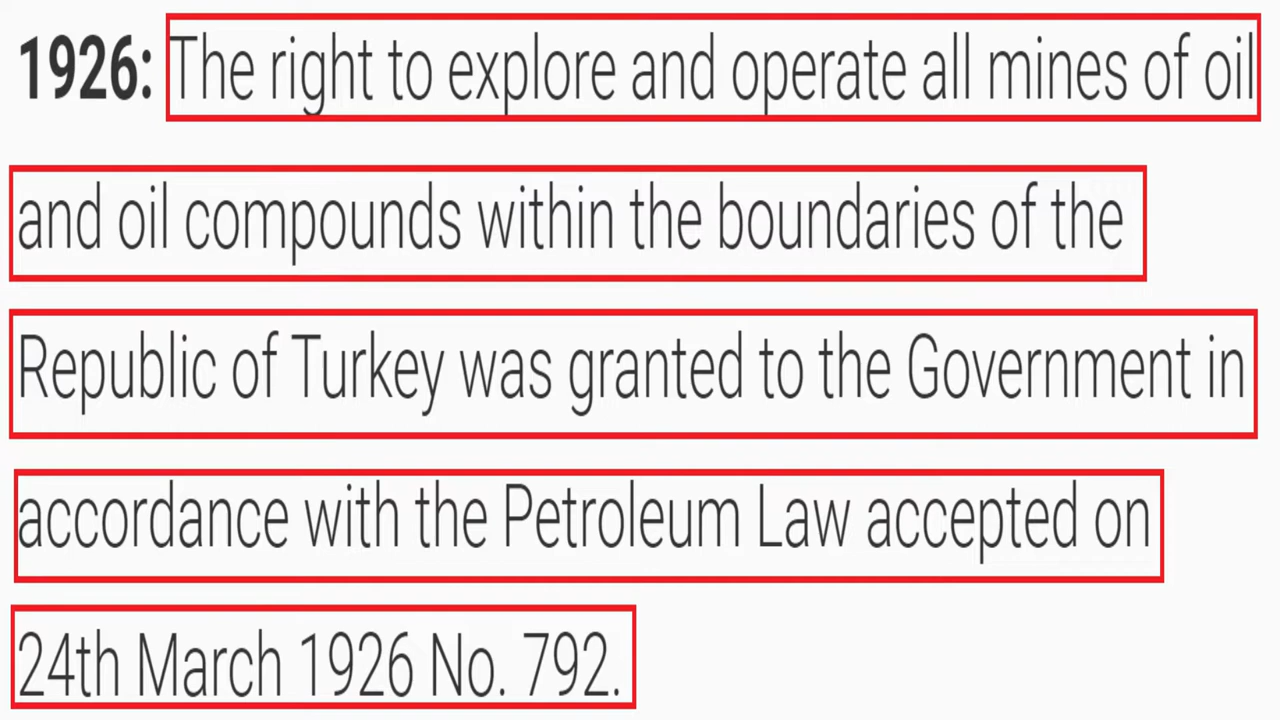 1926: The right to explore and operate all mines of oil
and oil compounds within the boundaries of the
Republic of Turkey was granted to the Government in
accordance with the Petroleum Law accepted on
24th March 1926 No. 792.